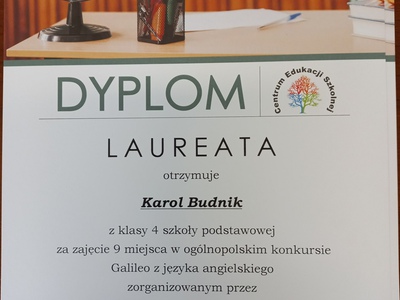 DYPLOM
Centrum Edukacji Szkolnej
LAUREATA
otrzymuje
Karol Budnik
z klasy 4 szkoły podstawowej
za zajęcie 9 miejsca w ogólnopolskim konkursie
Galileo z języka angielskiego
zorganizowanym przez